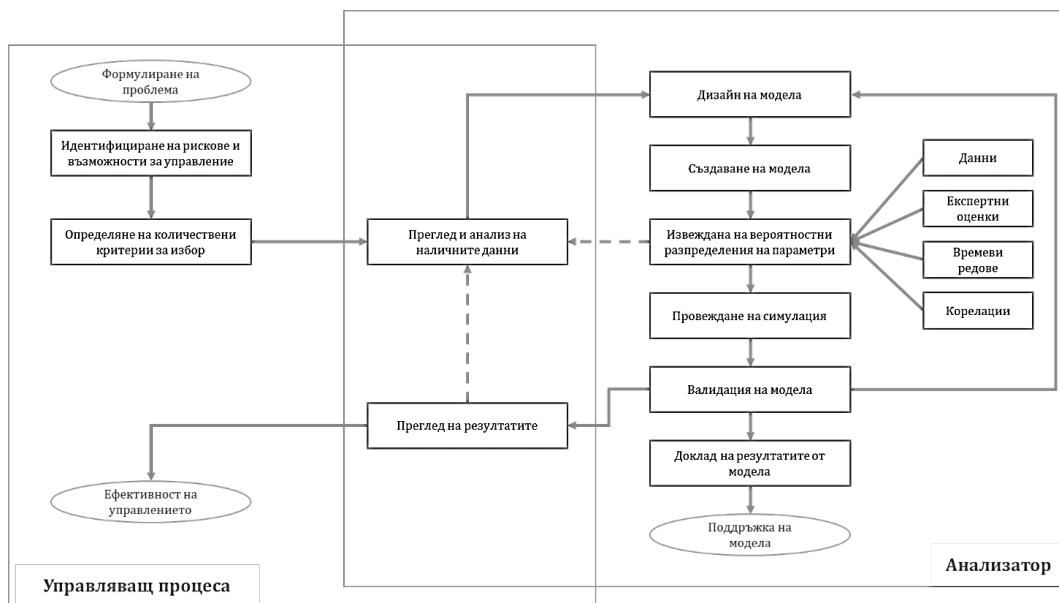 Формулиране на
проблема
Идентифициране на рискове и
възможности за управление
Определяне на количествени
критерии за избор
Преглед и анализ на
наличните данни
Преглед на резултатите
Ефективност на
управлението
Управляващ процеса
Дизайн на модела
Създаване на модела
Извеждана на вероятностни
разпределения на параметри
Провеждане на симулация
Валидация на модела
Доклад на резултатите от
модела
Поддръжка на
модела
Данни
Експертни
оценки
Времеви
редове
Корелации
Анализатор